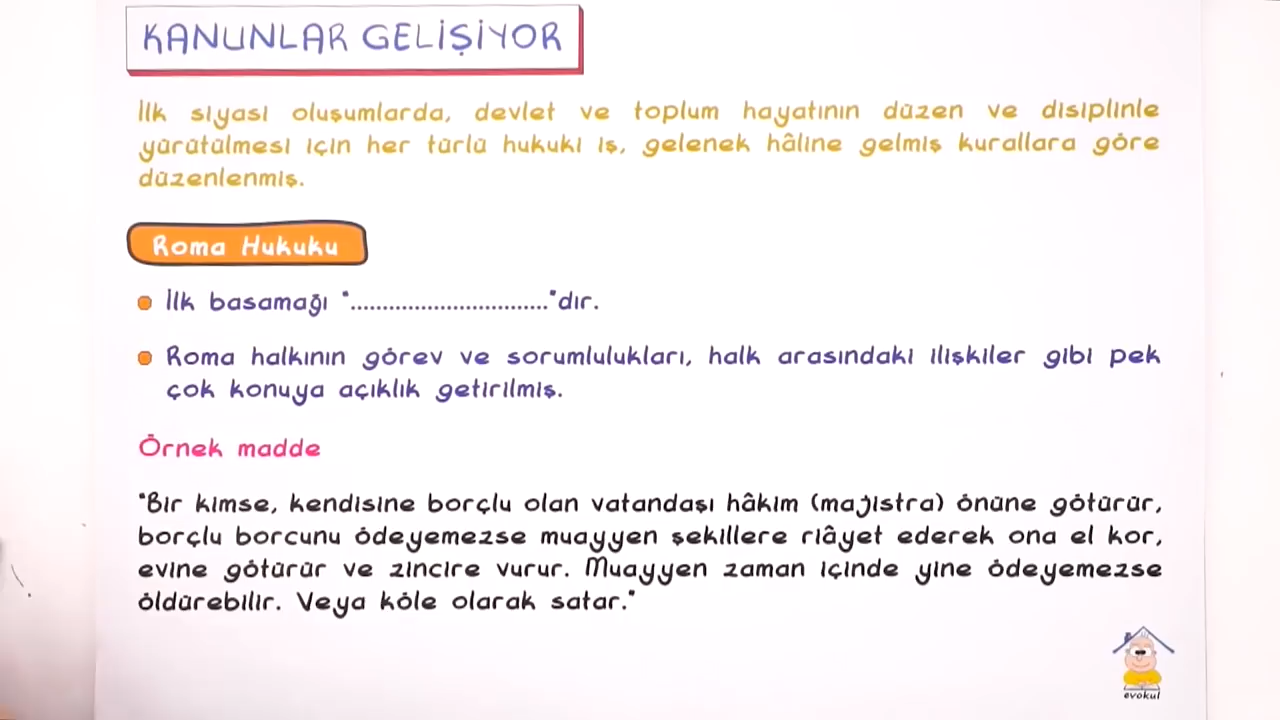 KANUNLAR GELİŞİYOR
İlk siyasi oluşumlarda, devlet ve toplum hayatının düzen ve disiplinle
yürütülmesi için her türlü hukuki iş, gelenek hâline gelmiş kurallara göre
düzenlenmiş.
Roma Hukuku
İlk basamağı ".............................."dır.
Roma halkının görev ve sorumlulukları, halk arasındaki ilişkiler gibi pek
çok konuya açıklık getirilmiş.
Örnek madde
"Bir kimse, kendisine borçlu olan vatandaşı hâkim (majistra) önüne götürür,
borçlu borcunu ödeyemezse muayyen şekillere riâyet ederek ona el kor,
evine götürür ve zincire vurur. Muayyen zaman içinde yine ödeyemezse
öldürebilir. Veya köle olarak satar."
evokul